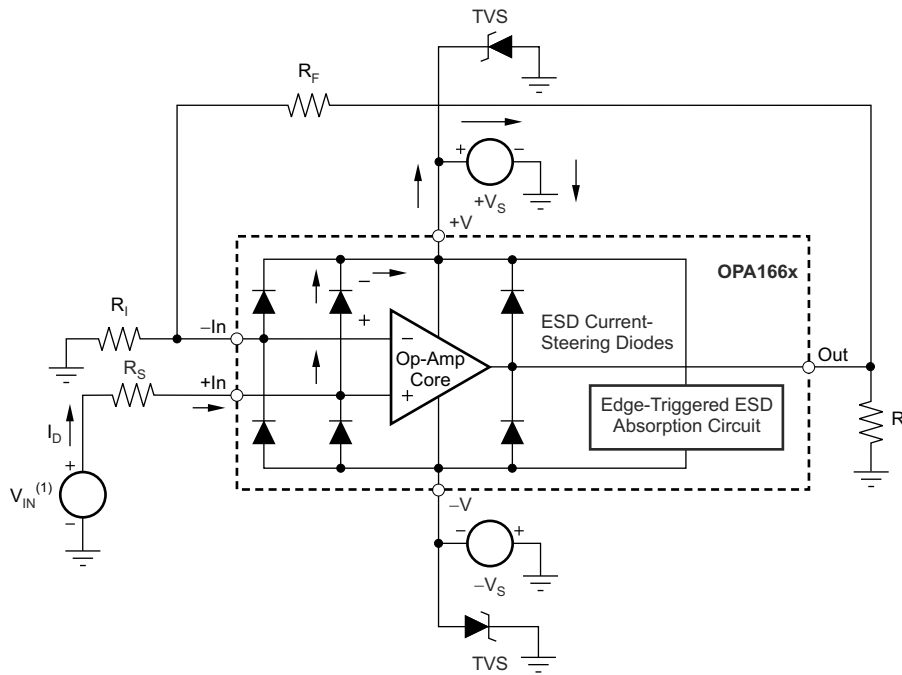 TVS
R_F
+ −
+V_S
+V
OPA166x
−
+
R_I
−In
−
ESD Current-
Steering Diodes
Op-Amp
Core
Out
R_S
+In
+
Edge-Triggered ESD
Absorption Circuit
R
I_D
+
V_IN^(1)
−
−V
− +
−V_S
TVS